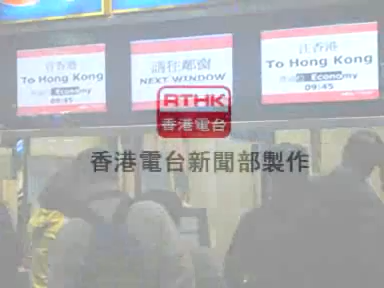 往香港
To Hong Kong
Economy
09:45
請往鄰窗
NEXT WINDOW
往香港
To Hong Kong
Economy
09:45
RTHK
香港電台
香港電台新聞部製作